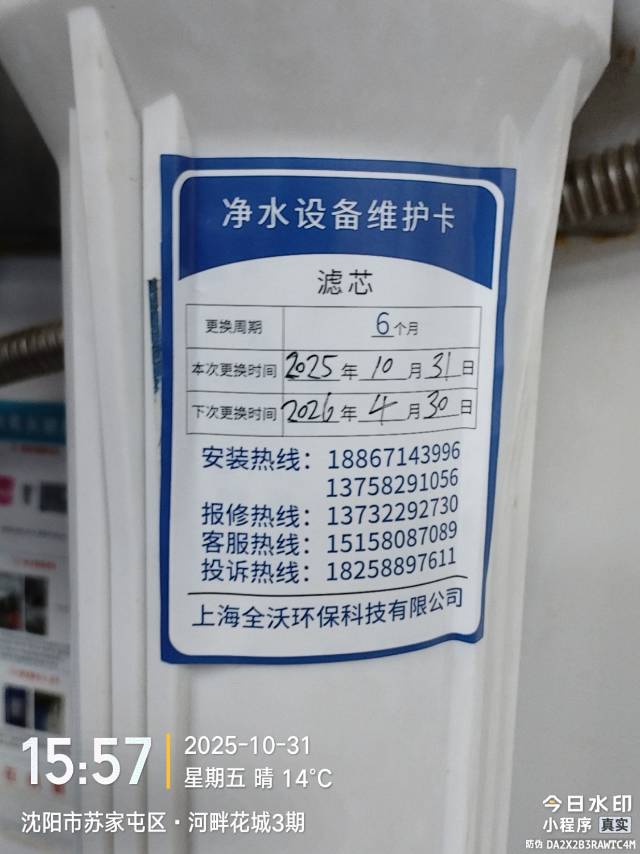 净水设备维护卡
滤芯
更换周期 6个月
本次更换时间 2025年10月31日
下次更换时间 2026年4月30日
安装热线：18867143996
13758291056
报修热线：13732292730
客服热线：15158087089
投诉热线：18258897611
上海全沃环保科技有限公司
15:57
2025-10-31
星期五 晴 14℃
沈阳市苏家屯区·河畔花城3期
今日水印
小程序 真实
防伪 DA2X2B3RAWTC4M